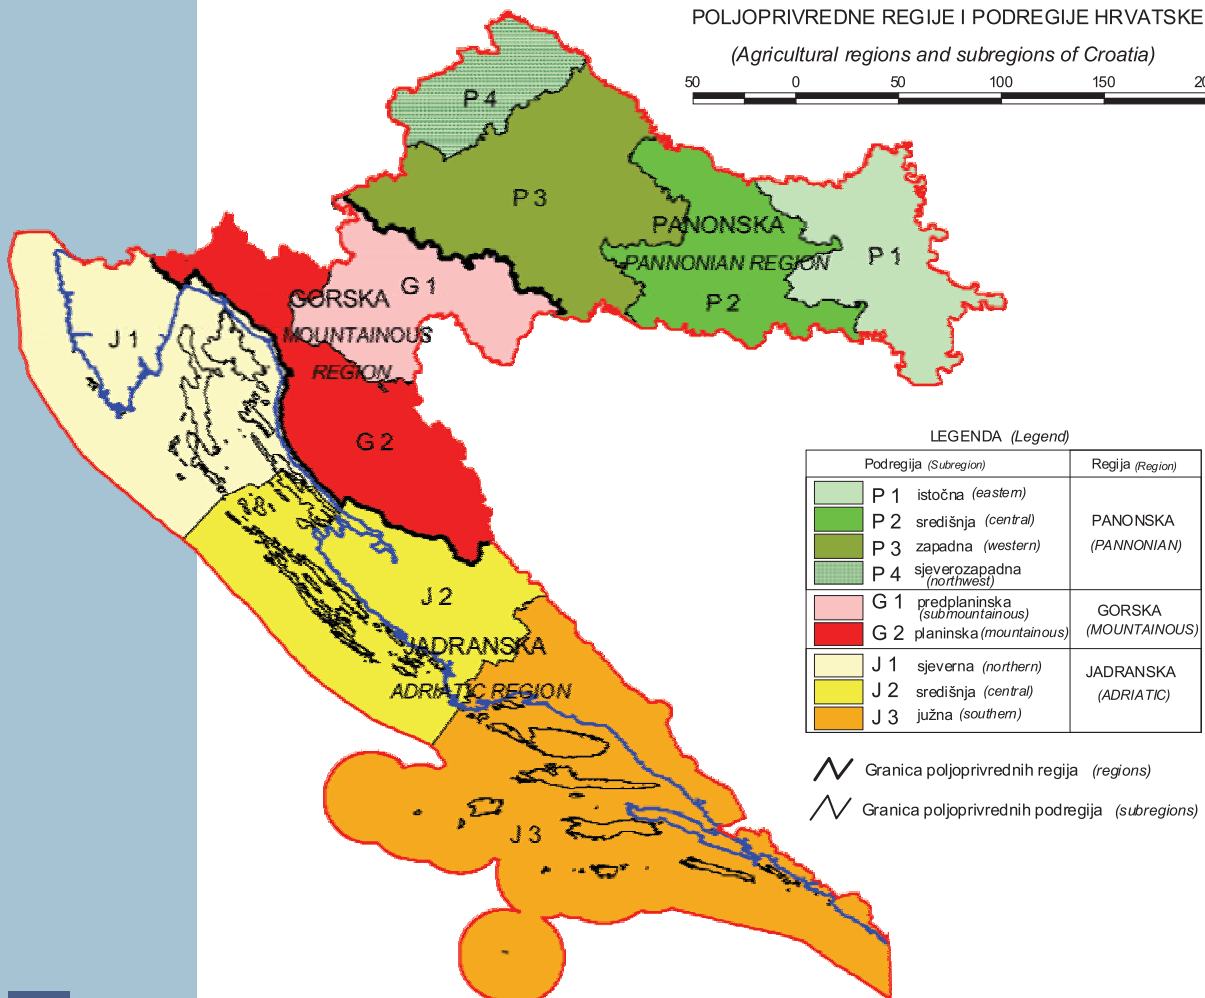 POLJOPRIVREDNE REGIJE I PODREGIJE HRVATSKE
(Agricultural regions and subregions of Croatia)
50 0 50 100 150 20
P 4
P 3
PANONSKA
P 1
PANNONIAN REGION
G 1
GORSKA
P 2
J 1
MOUNTAINOUS
REGION
G 2
J 2
JADRANSKA
ADRIATIC REGION
J 3
LEGENDA (Legend)
Podregija (Subregion) Regija (Region)
P 1 istočna (eastern)
P 2 središnja (central)
P 3 zapadna (western)
P 4 sjeverozapadna
(northwest)
PANONSKA
(PANNONIAN)
G 1 predplaninska
(submountainous)
G 2 planinska (mountainous)
GORSKA
(MOUNTAINOUS)
J 1 sjeverna (northern)
J 2 središnja (central)
J 3 južna (southern)
JADRANSKA
(ADRIATIC)
Granica poljoprivrednih regija (regions)
Granica poljoprivrednih podregija (subregions)